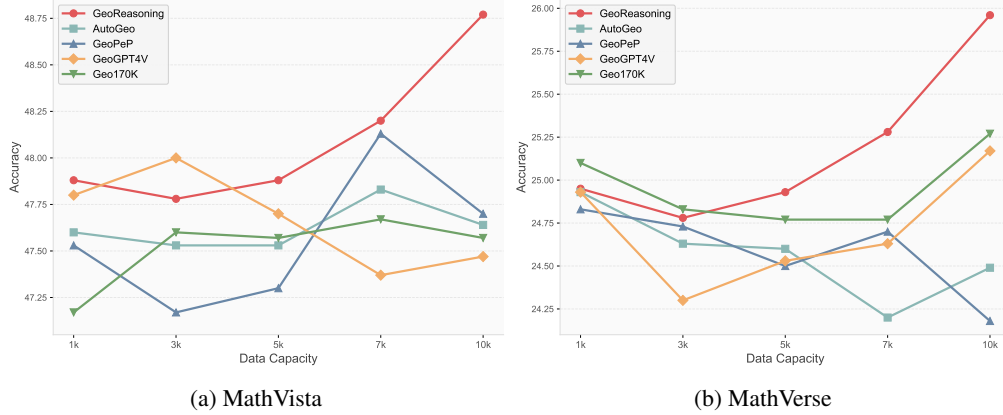 GeoReasoning
AutoGeo
GeoPeP
GeoGPT4V
Geo170K
48.75
48.50
48.25
48.00
47.75
47.50
47.25
Accuracy
1k 3k 5k 7k 10k
Data Capacity
(a) MathVista
GeoReasoning
AutoGeo
GeoPeP
GeoGPT4V
Geo170K
26.00
25.75
25.50
25.25
25.00
24.75
24.50
24.25
Accuracy
1k 3k 5k 7k 10k
Data Capacity
(b) MathVerse